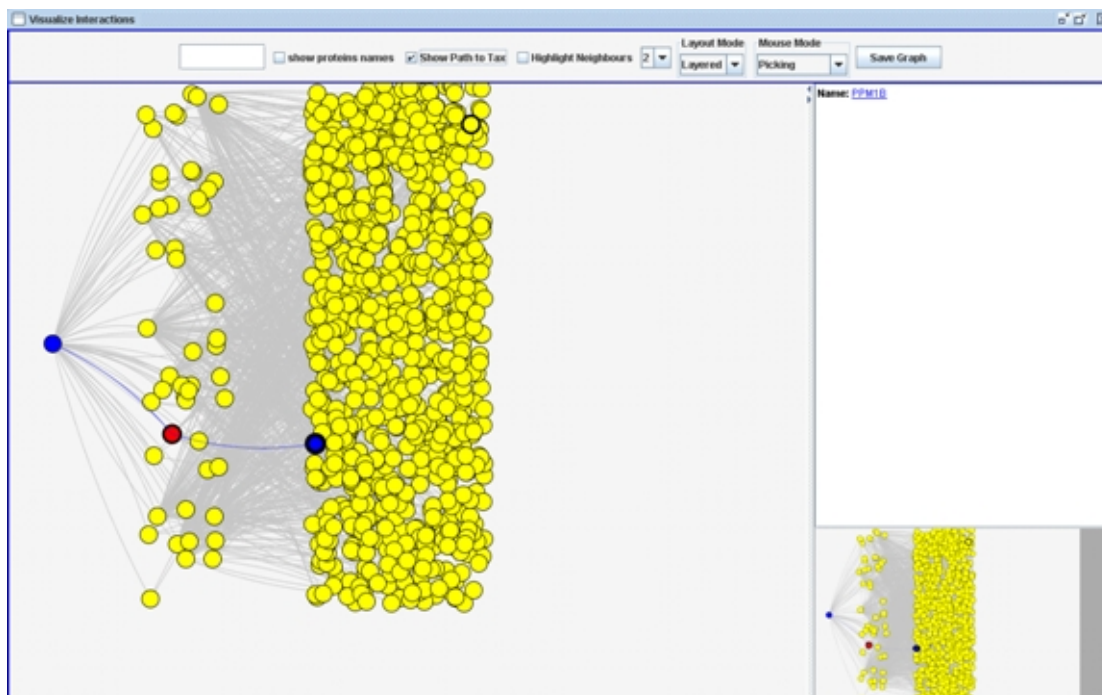 Visualize Interactions
show proteins names
Show Path to Tax
Highlight Neighbours
2
Layout Mode
Layered
Mouse Mode
Picking
Save Graph
Name: PPM1B